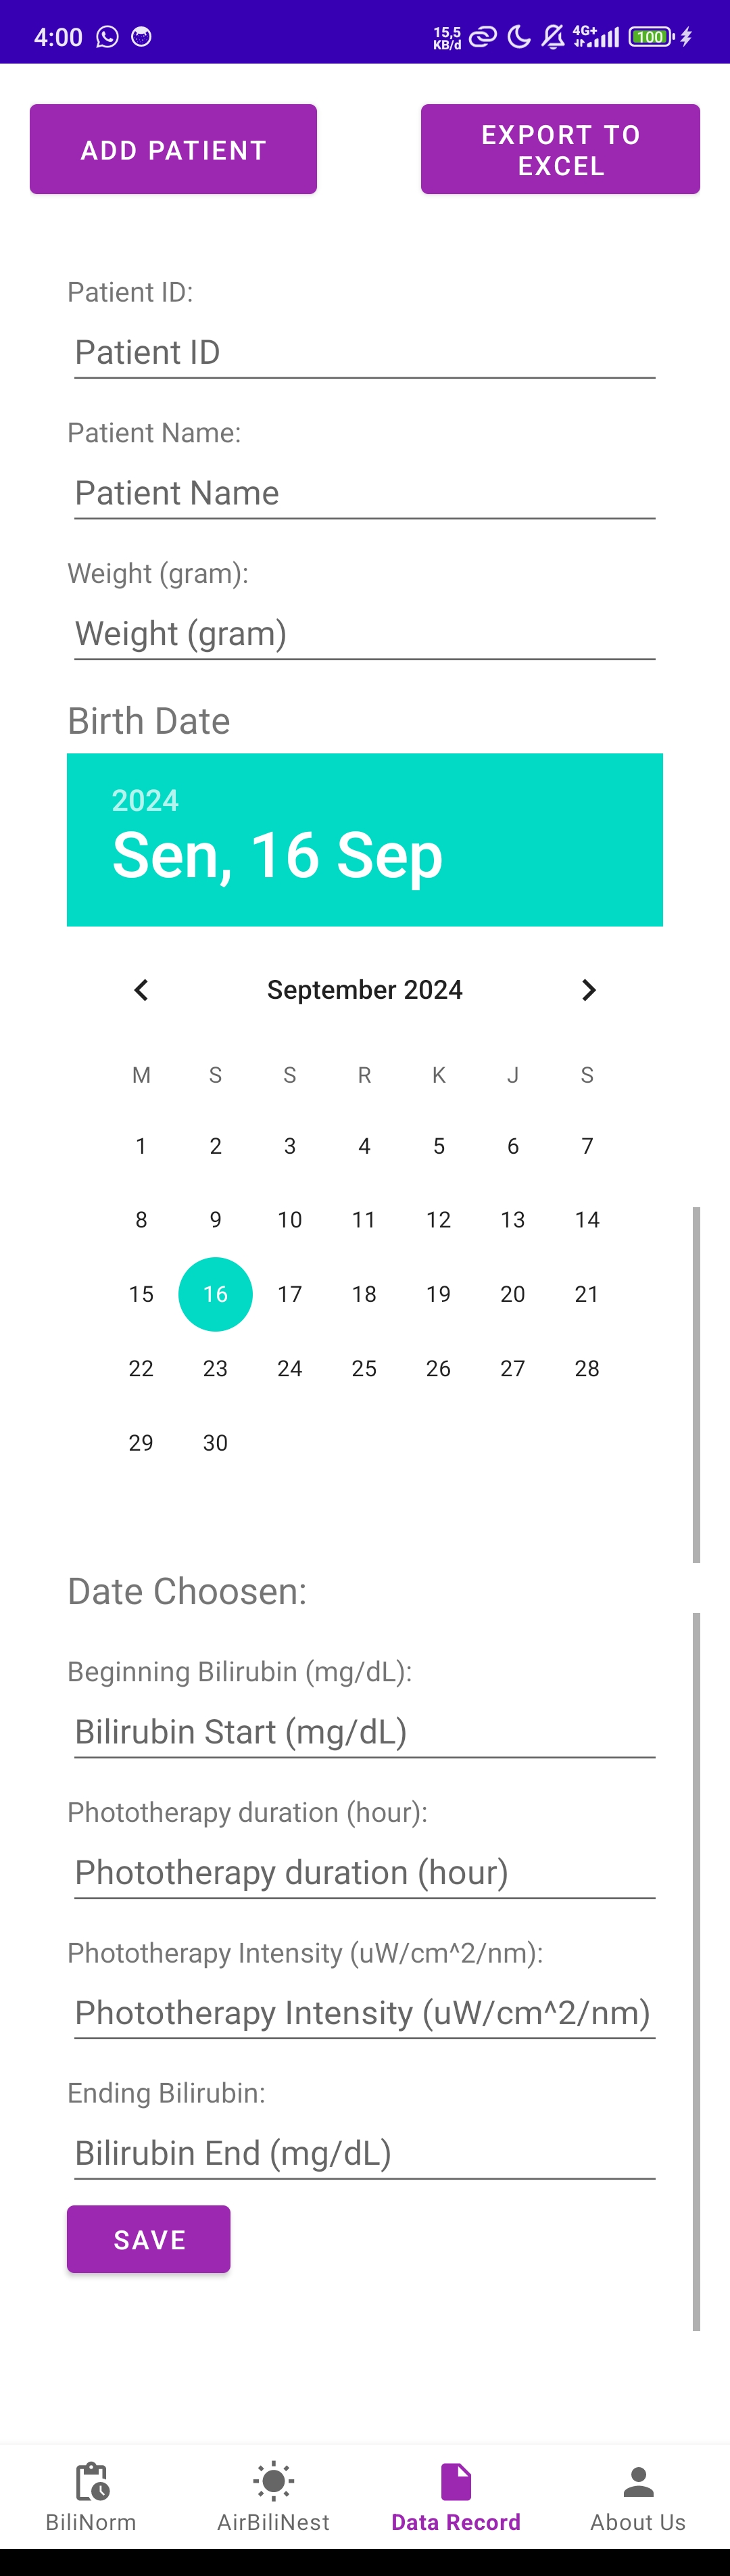 4:00 15,5 KB/d 4G+ 100
ADD PATIENT
EXPORT TO
EXCEL
Patient ID:
Patient ID
Patient Name:
Patient Name
Weight (gram):
Weight (gram)
Birth Date
2024
Sen, 16 Sep
September 2024
M S S R K J S
1 2 3 4 5 6 7
8 9 10 11 12 13 14
15 16 17 18 19 20 21
22 23 24 25 26 27 28
29 30
Date Choosen:
Beginning Bilirubin (mg/dL):
Bilirubin Start (mg/dL)
Phototherapy duration (hour):
Phototherapy duration (hour)
Phototherapy Intensity (uW/cm^2/nm):
Phototherapy Intensity (uW/cm^2/nm)
Ending Bilirubin:
Bilirubin End (mg/dL)
SAVE
BiliNorm AirBiliNest Data Record About Us